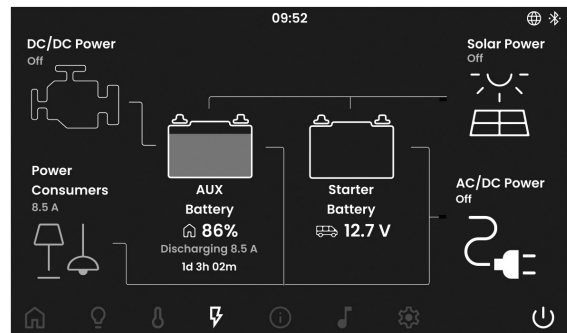 09:52
DC/DC Power
Off
Solar Power
Off
Power
Consumers
8.5 A
AUX
Battery
86%
Discharging 8.5 A
1d 3h 02m
Starter
Battery
12.7 V
AC/DC Power
Off